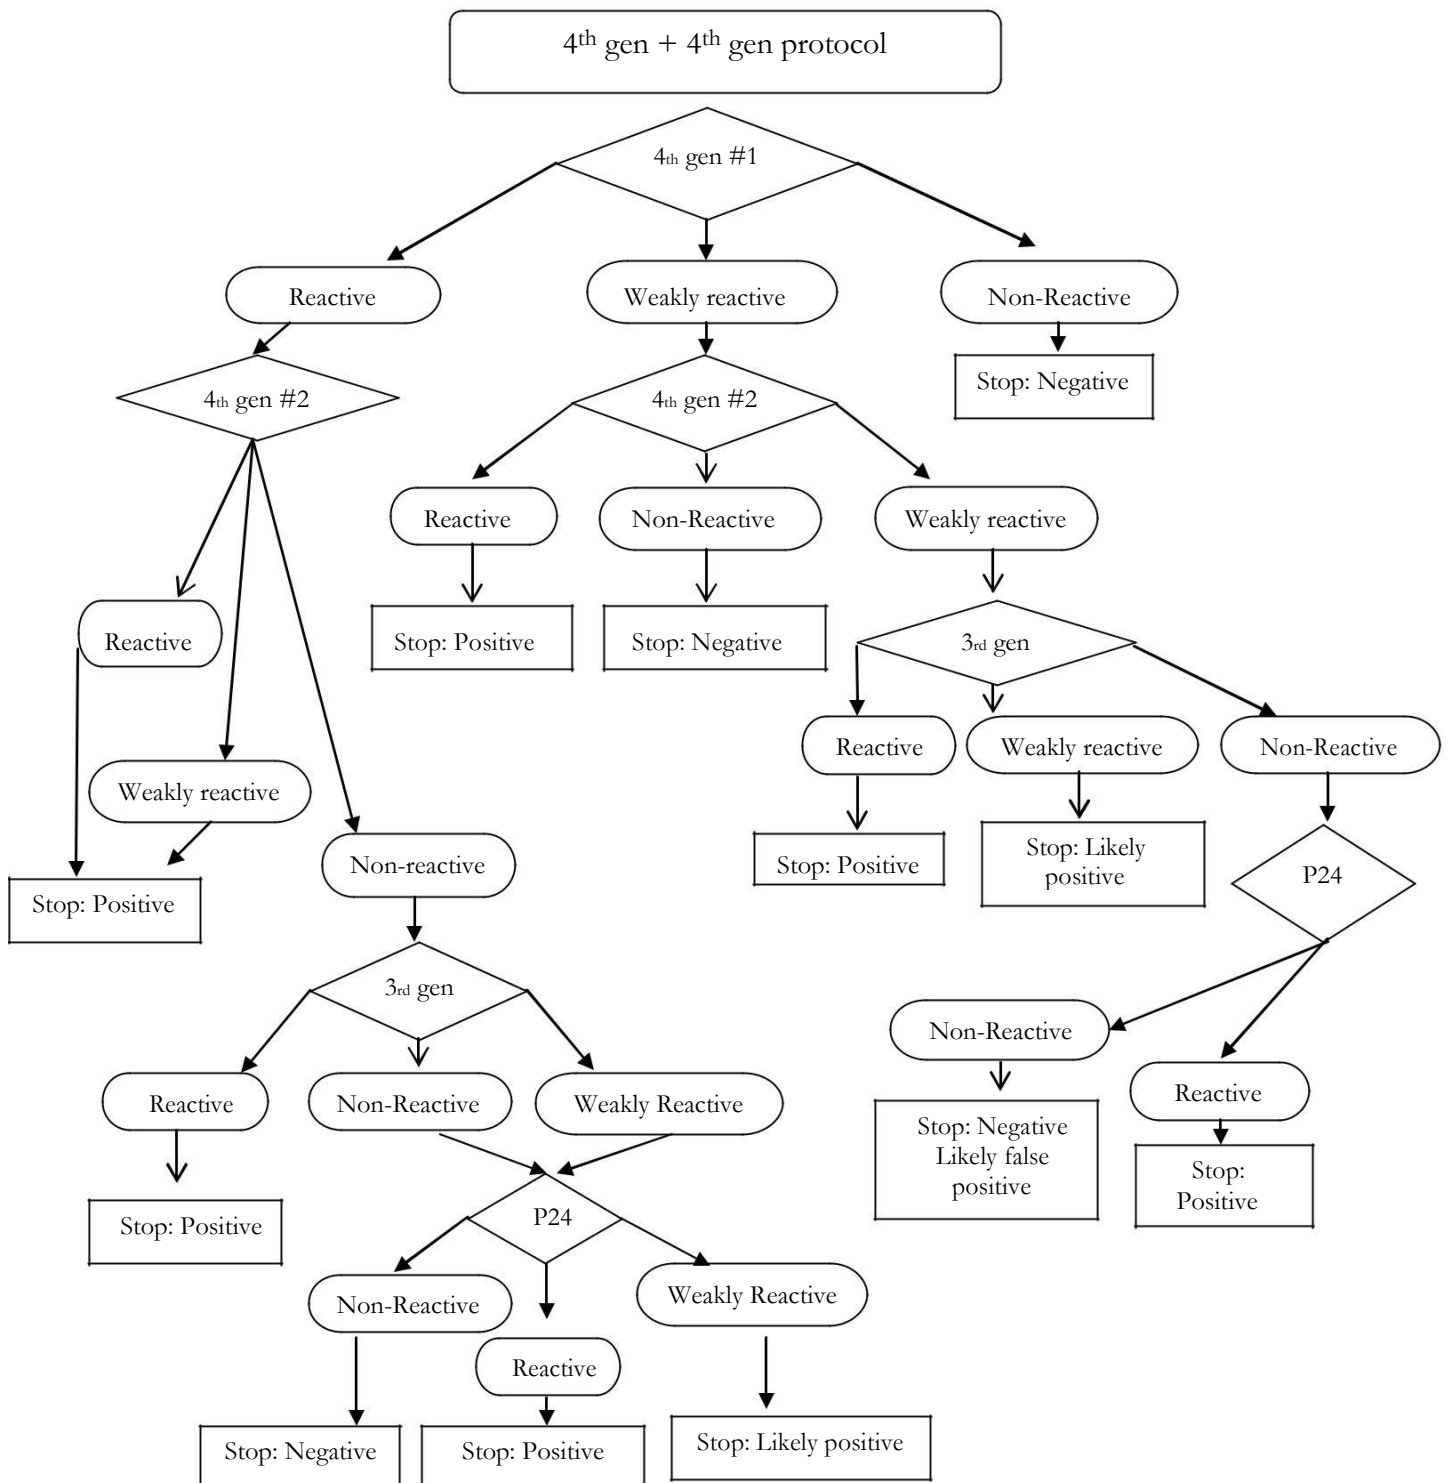 4th gen + 4th gen protocol
4th gen #1
Reactive
Weakly reactive
Non-Reactive
4th gen #2
4th gen #2
Stop: Negative
Reactive
Non-Reactive
Weakly reactive
Reactive
Stop: Positive
Stop: Negative
3rd gen
Reactive
Weakly reactive
Non-Reactive
Weakly reactive
Non-reactive
Stop: Positive
Stop: Likely
positive
P24
Stop: Positive
3rd gen
Non-Reactive
Reactive
Reactive
Non-Reactive
Weakly Reactive
Stop: Negative
Likely false
positive
Stop:
Positive
Stop: Positive
P24
Non-Reactive
Weakly Reactive
Reactive
Stop: Negative
Stop: Positive
Stop: Likely positive